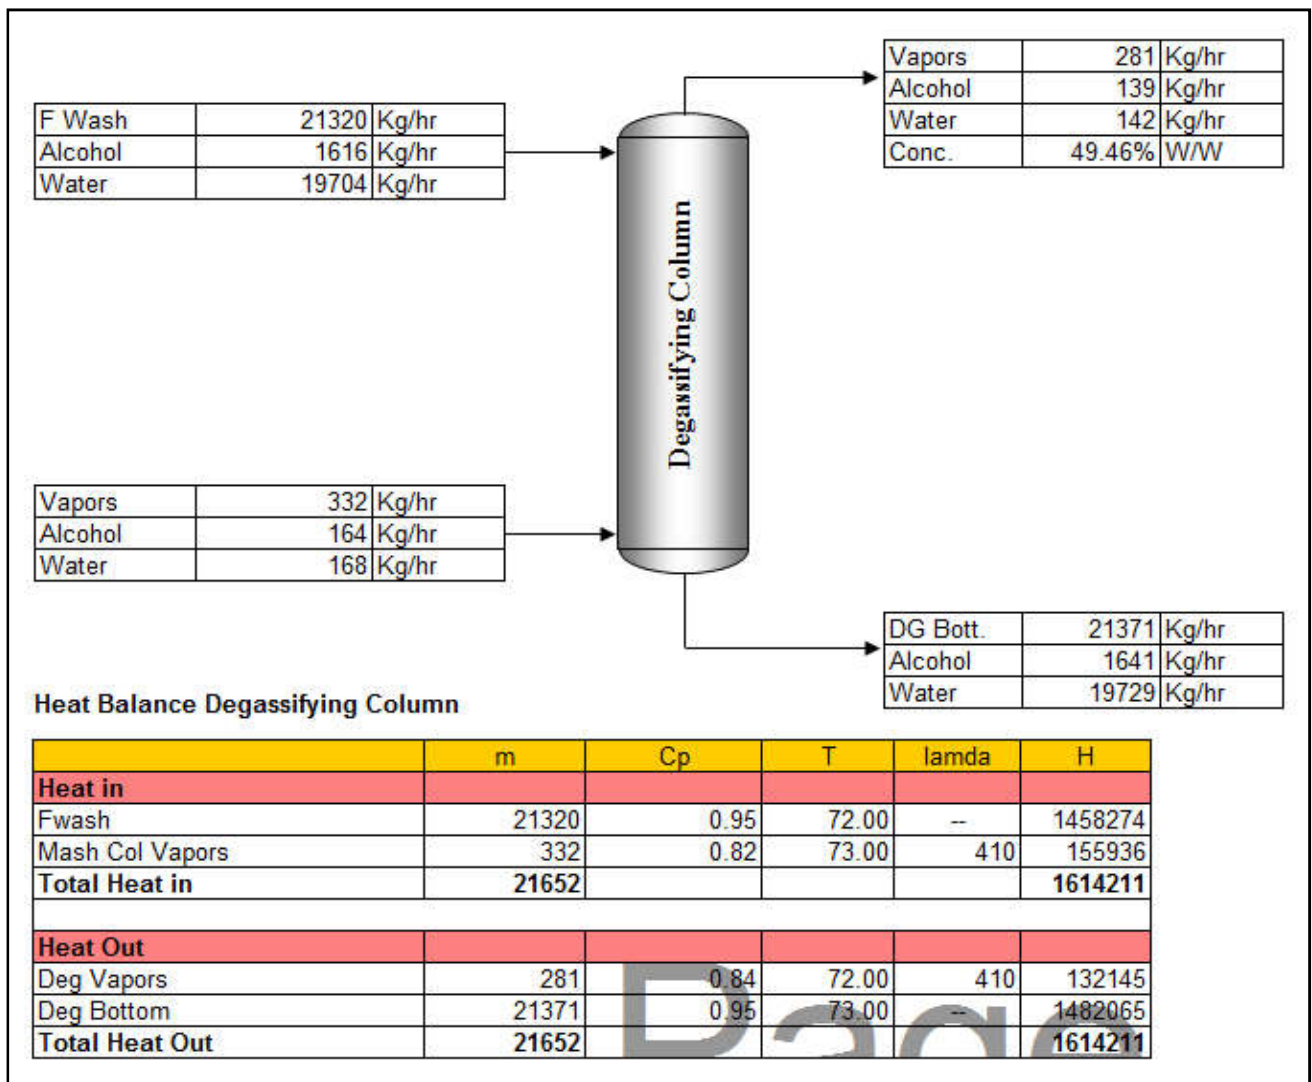 Vapors 281 Kg/hr
Alcohol 139 Kg/hr
Water 142 Kg/hr
Conc. 49.46% W/W
F Wash 21320 Kg/hr
Alcohol 1616 Kg/hr
Water 19704 Kg/hr
Degassifying Column
Vapors 332 Kg/hr
Alcohol 164 Kg/hr
Water 168 Kg/hr
DG Bott. 21371 Kg/hr
Alcohol 1641 Kg/hr
Water 19729 Kg/hr
Heat Balance Degassifying Column
m Cp T lamda H
Heat in
Fwash 21320 0.95 72.00 -- 1458274
Mash Col Vapors 332 0.82 73.00 410 155936
Total Heat in 21652 1614211
Heat Out
Deg Vapors 281 0.84 72.00 410 132145
Deg Bottom 21371 0.95 73.00 -- 1482065
Total Heat Out 21652 1614211
Page